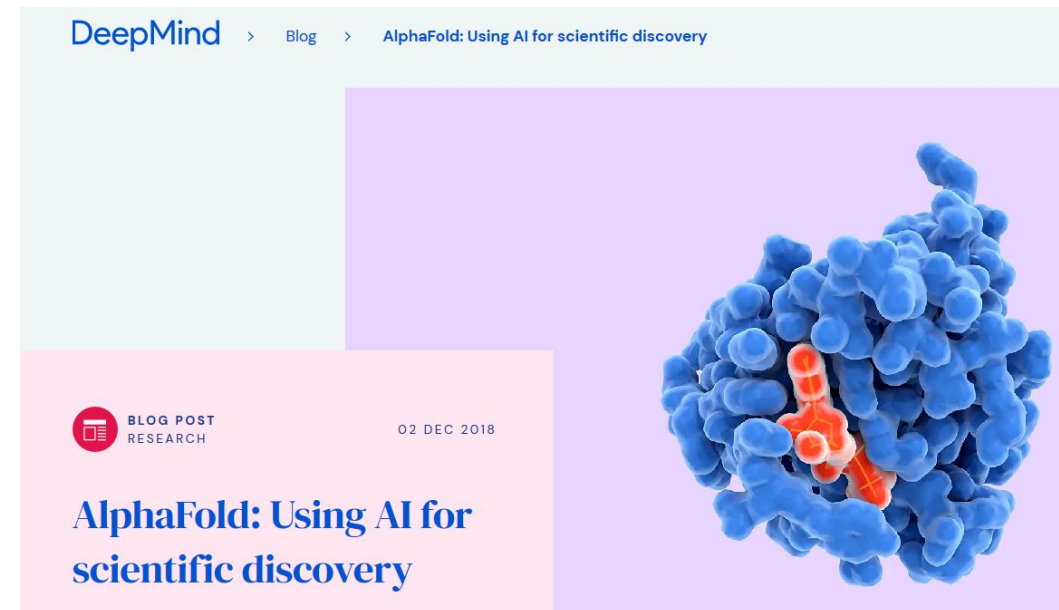 DeepMind > Blog > AlphaFold: Using AI for scientific discovery
BLOG POST
RESEARCH
02 DEC 2018
AlphaFold: Using AI for
scientific discovery